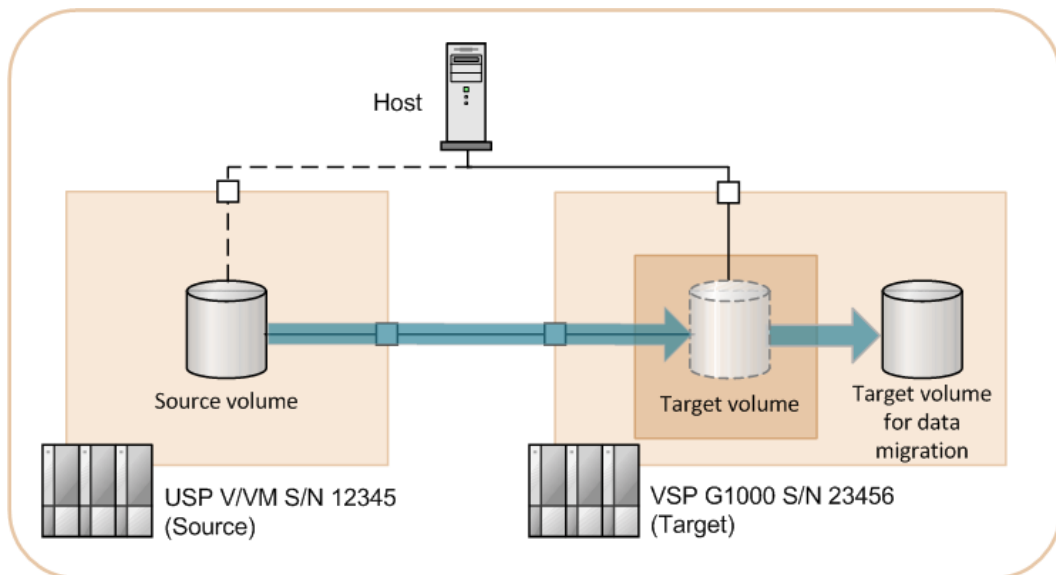 Host
Source volume
Target volume
Target volume
for data
migration
USP V/VM S/N 12345
(Source)
VSP G1000 S/N 23456
(Target)